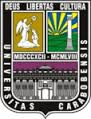 DEUS LIBERTAS CULTURA
MDCCCXCII - MCMLVIII
UNIVERSITAS
CARABOBENSIS